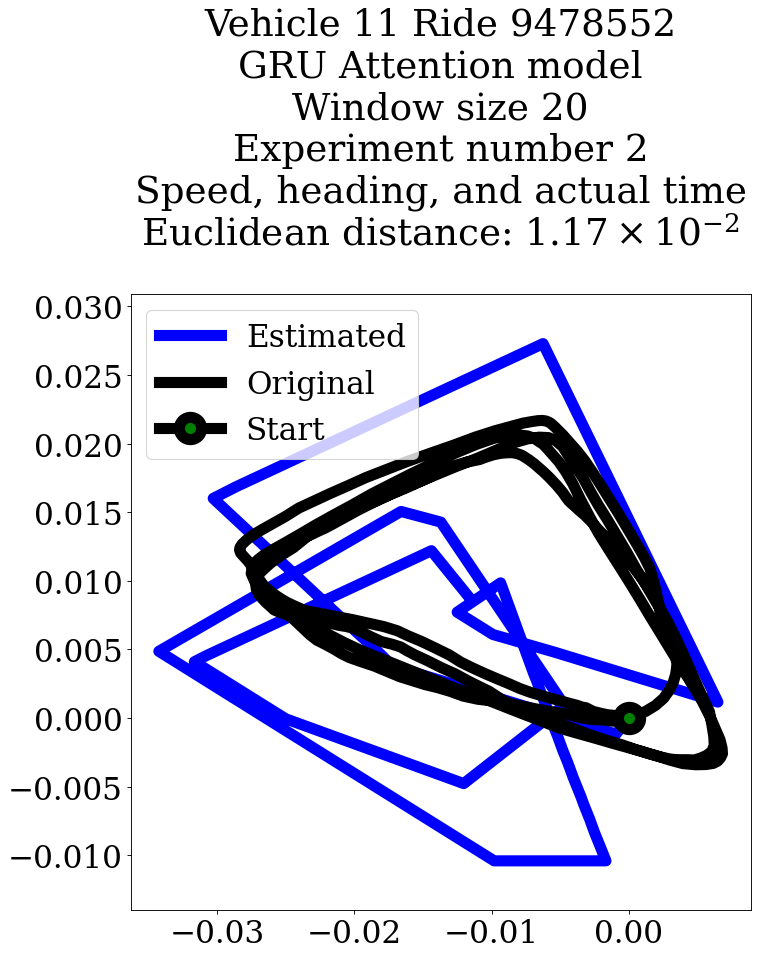 Vehicle 11 Ride 9478552
GRU Attention model
Window size 20
Experiment number 2
Speed, heading, and actual time
Euclidean distance: 1.17 × 10⁻²
0.030
0.025
0.020
0.015
0.010
0.005
0.000
−0.005
−0.010
Estimated
Original
Start
−0.03
−0.02
−0.01
0.00